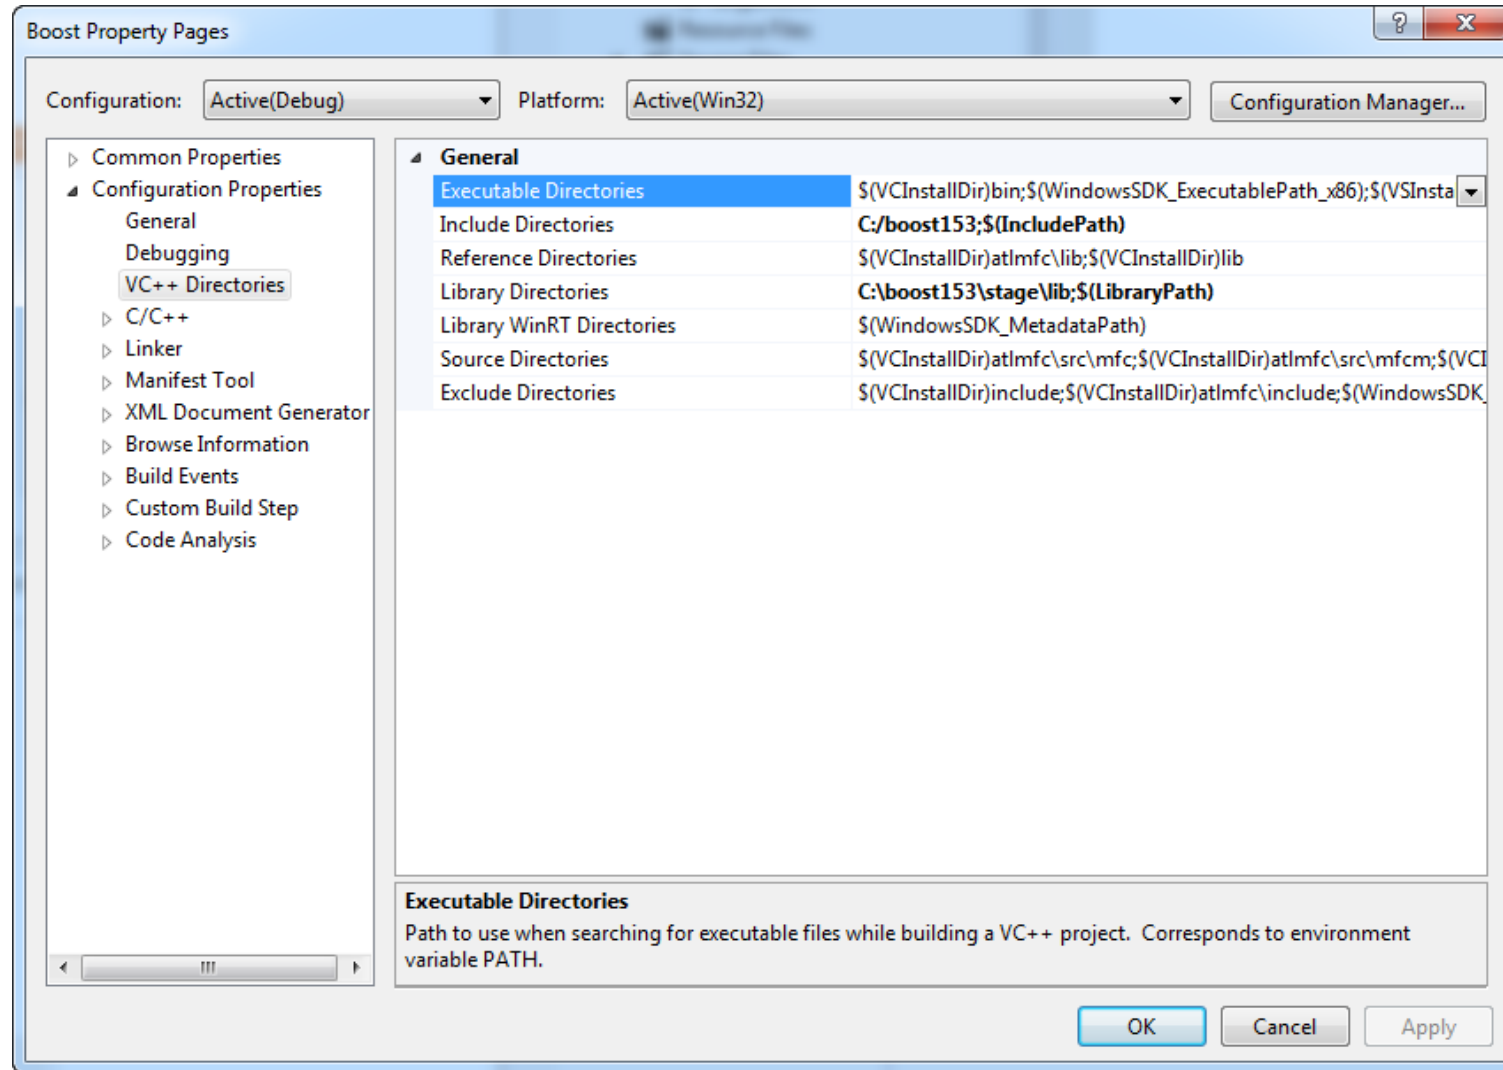 Boost Property Pages
Configuration: Active(Debug) Platform: Active(Win32) Configuration Manager...
Common Properties
Configuration Properties
General
Debugging
VC++ Directories
C/C++
Linker
Manifest Tool
XML Document Generator
Browse Information
Build Events
Custom Build Step
Code Analysis
General
Executable Directories $(VCInstallDir)bin;$(WindowsSDK_ExecutablePath_x86);$(VSInsta
Include Directories C:/boost153;$(IncludePath)
Reference Directories $(VCInstallDir)atlmfc\lib;$(VCInstallDir)lib
Library Directories C:\boost153\stage\lib;$(LibraryPath)
Library WinRT Directories $(WindowsSDK_MetadataPath)
Source Directories $(VCInstallDir)atlmfc\src\mfc;$(VCInstallDir)atlmfc\src\mfcm;$(VCI
Exclude Directories $(VCInstallDir)include;$(VCInstallDir)atlmfc\include;$(WindowsSDK_
Executable Directories
Path to use when searching for executable files while building a VC++ project. Corresponds to environment
variable PATH.
OK Cancel Apply